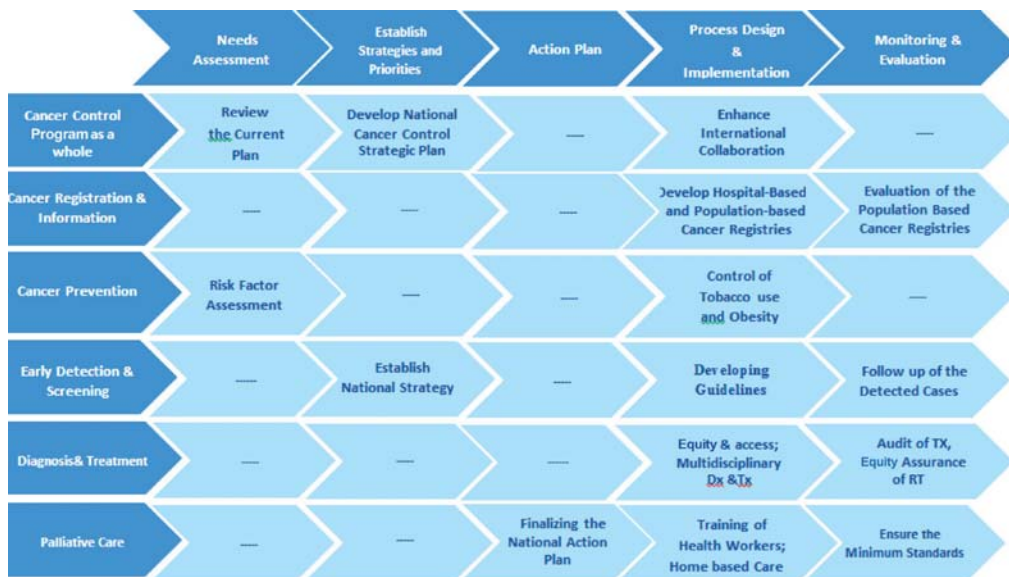 Needs
Assessment
Establish
Strategies and
Priorities
Action Plan
Process Design
&
Implementation
Monitoring &
Evaluation
Cancer Control
Program as a
whole
Review
the Current
Plan
Develop National
Cancer Control
Strategic Plan
-----
Enhance
International
Collaboration
-----
Cancer Registration &
Information
-----
-----
-----
Develop Hospital-Based
and Population-based
Cancer Registries
Evaluation of the
Population Based
Cancer Registries
Cancer Prevention
Risk Factor
Assessment
-----
-----
Control of
Tobacco use
and Obesity
-----
Early Detection &
Screening
-----
Establish
National Strategy
-----
Developing
Guidelines
Follow up of the
Detected Cases
Diagnosis& Treatment
-----
-----
-----
Equity & access;
Multidisciplinary
Dx &Tx
Audit of TX,
Equity Assurance
of RT
Palliative Care
-----
-----
Finalizing the
National Action
Plan
Training of
Health Workers;
Home based Care
Ensure the
Minimum Standards